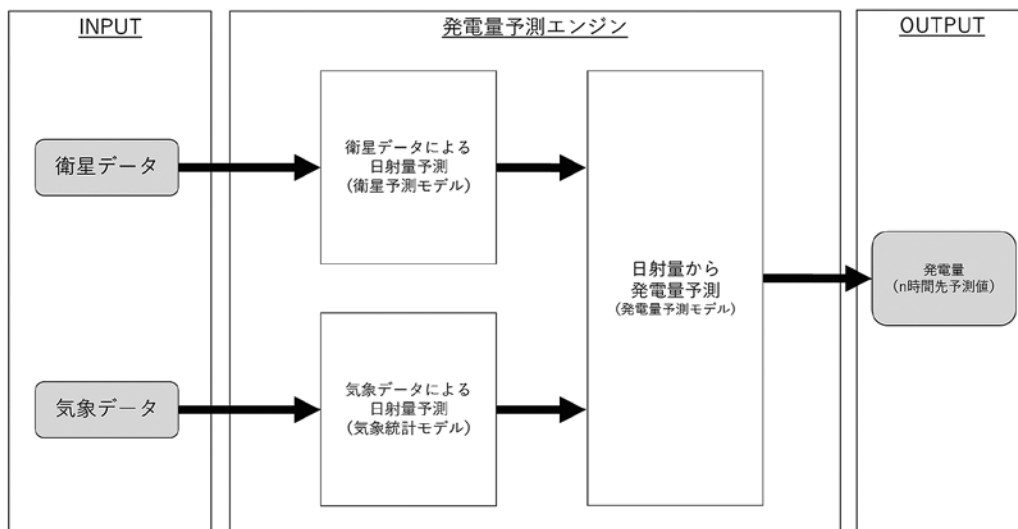 INPUT
発電量予測エンジン
OUTPUT
衛星データ
衛星データによる
日射量予測
(衛星予測モデル)
気象データ
気象データによる
日射量予測
(気象統計モデル)
日射量から
発電量予測
(発電量予測モデル)
発電量
(n時間先予測値)